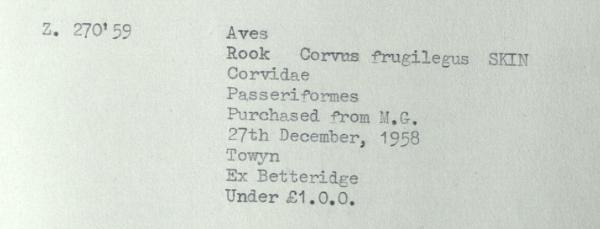 Z. 270'59 Aves
Rook Corvus frugilegus SKIN
Corvidae
Passeriformes
Purchased from M.G.
27th December, 1958
Towyn
Ex Betteridge
Under £1.0.0.